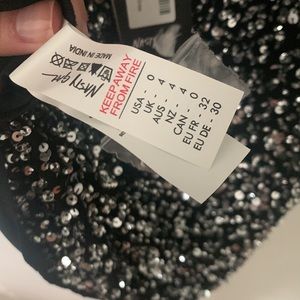 Nasty Gal
MADE IN INDIA
KEEP AWAY
FROM FIRE
USA - 0
UK - 4
AUS - 4
NZ - 4
CAN - 0
EU FR - 32
EU DE - 30